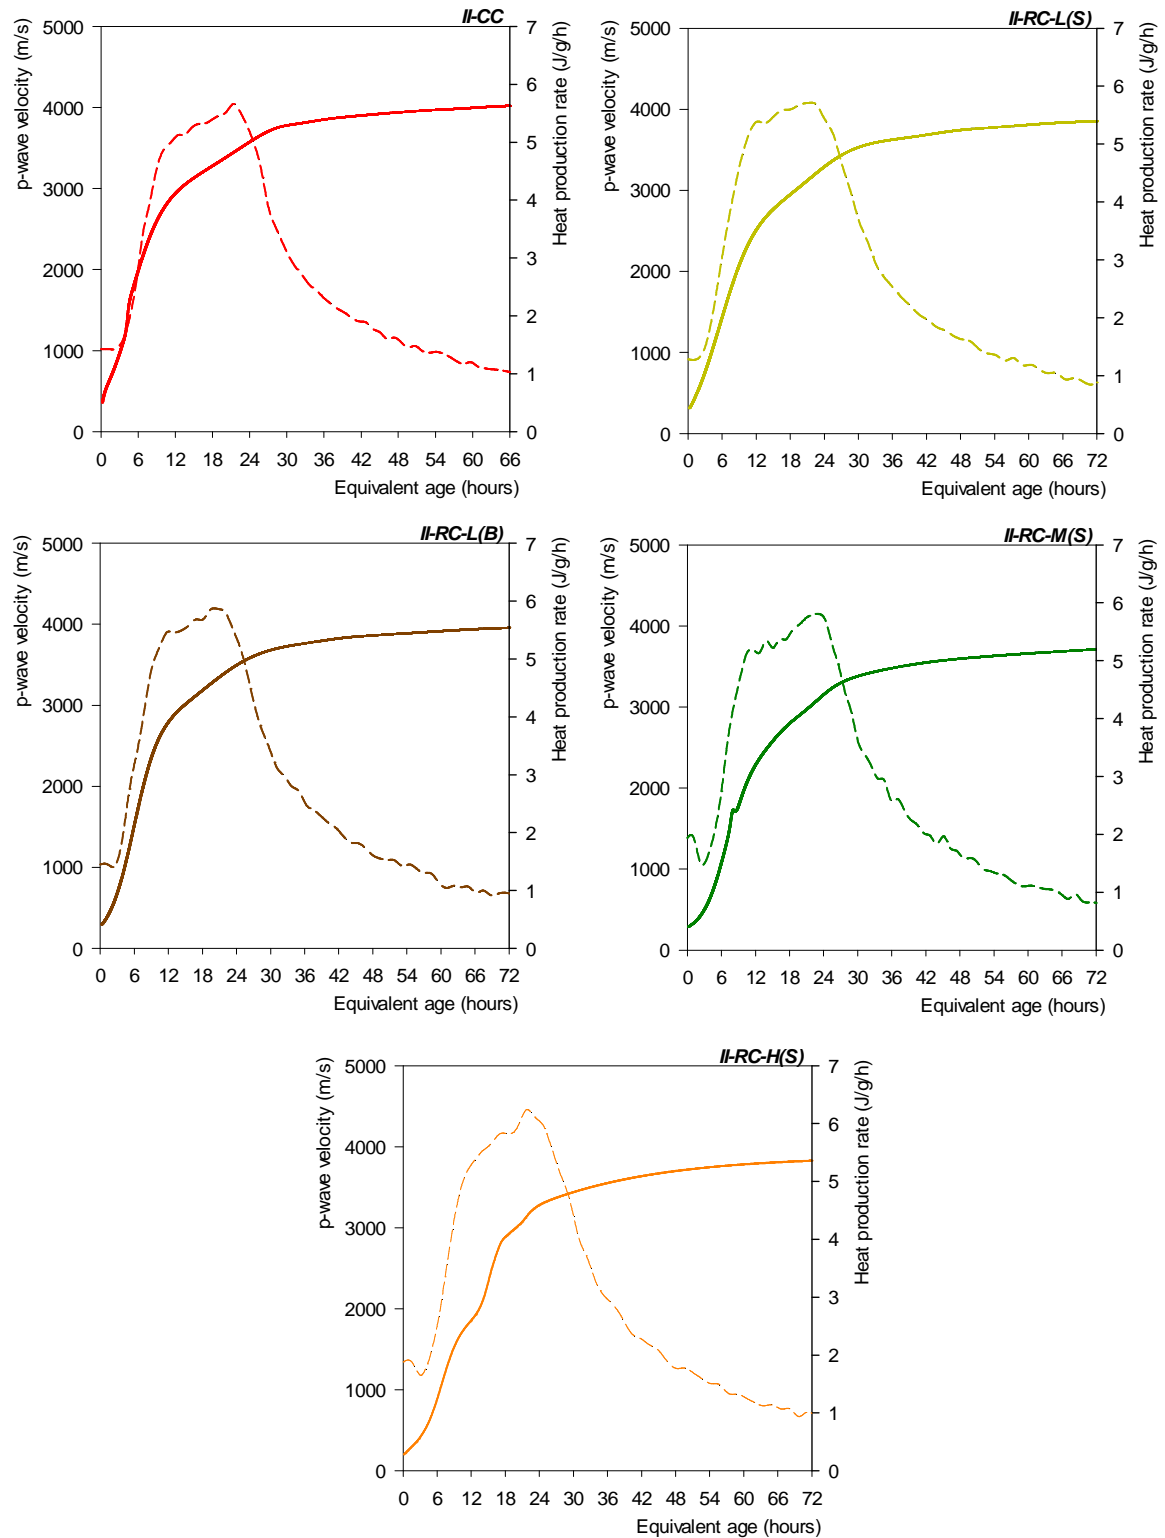 II-CC
p-wave velocity (m/s)
5000
4000
3000
2000
1000
0
7
6
5
4
3
2
1
0
Heat production rate (J/g/h)
0 6 12 18 24 30 36 42 48 54 60 66
Equivalent age (hours)
II-RC-L(S)
p-wave velocity (m/s)
5000
4000
3000
2000
1000
0
7
6
5
4
3
2
1
0
Heat production rate (J/g/h)
0 6 12 18 24 30 36 42 48 54 60 66 72
Equivalent age (hours)
II-RC-L(B)
p-wave velocity (m/s)
5000
4000
3000
2000
1000
0
7
6
5
4
3
2
1
0
Heat production rate (J/g/h)
0 6 12 18 24 30 36 42 48 54 60 66 72
Equivalent age (hours)
II-RC-M(S)
p-wave velocity (m/s)
5000
4000
3000
2000
1000
0
7
6
5
4
3
2
1
0
Heat production rate (J/g/h)
0 6 12 18 24 30 36 42 48 54 60 66 72
Equivalent age (hours)
II-RC-H(S)
p-wave velocity (m/s)
5000
4000
3000
2000
1000
0
7
6
5
4
3
2
1
0
Heat production rate (J/g/h)
0 6 12 18 24 30 36 42 48 54 60 66 72
Equivalent age (hours)